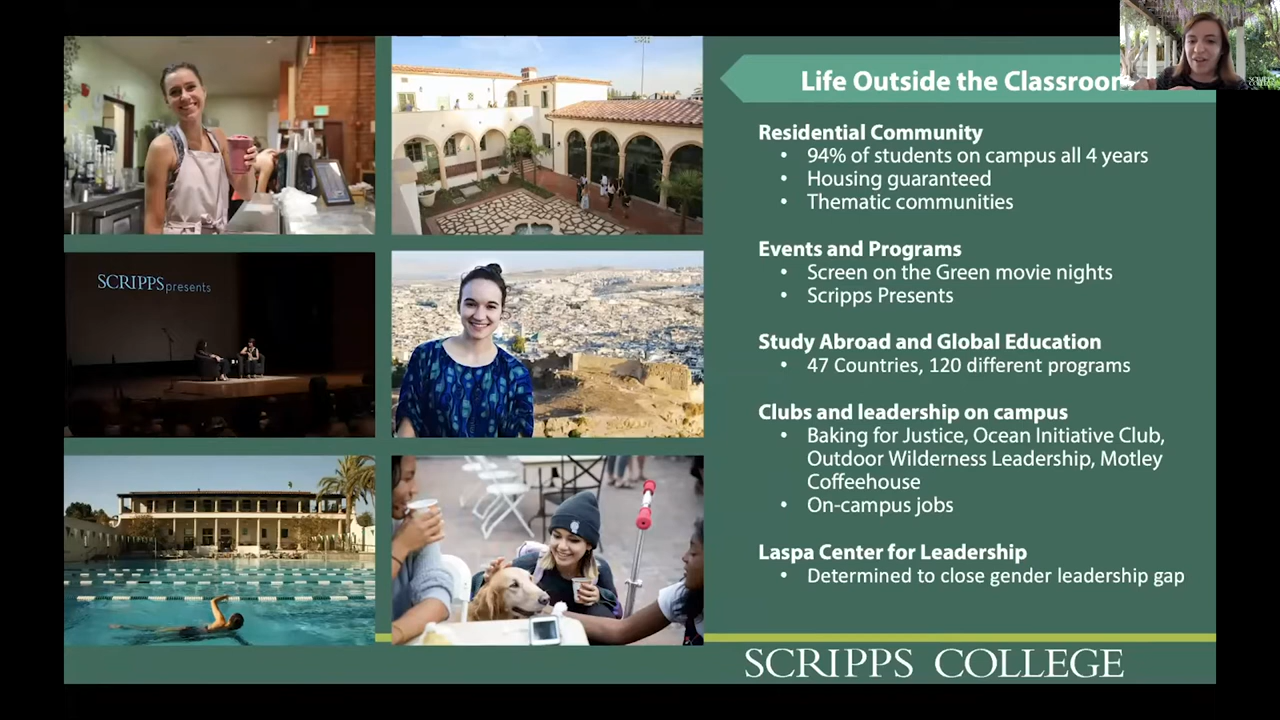 Life Outside the Classroom
Residential Community
• 94% of students on campus all 4 years
• Housing guaranteed
• Thematic communities
Events and Programs
• Screen on the Green movie nights
• Scripps Presents
Study Abroad and Global Education
• 47 Countries, 120 different programs
Clubs and leadership on campus
• Baking for Justice, Ocean Initiative Club,
Outdoor Wilderness Leadership, Motley
Coffeehouse
• On-campus jobs
Laspa Center for Leadership
• Determined to close gender leadership gap
SCRIPPS COLLEGE
SCRIPPS presents